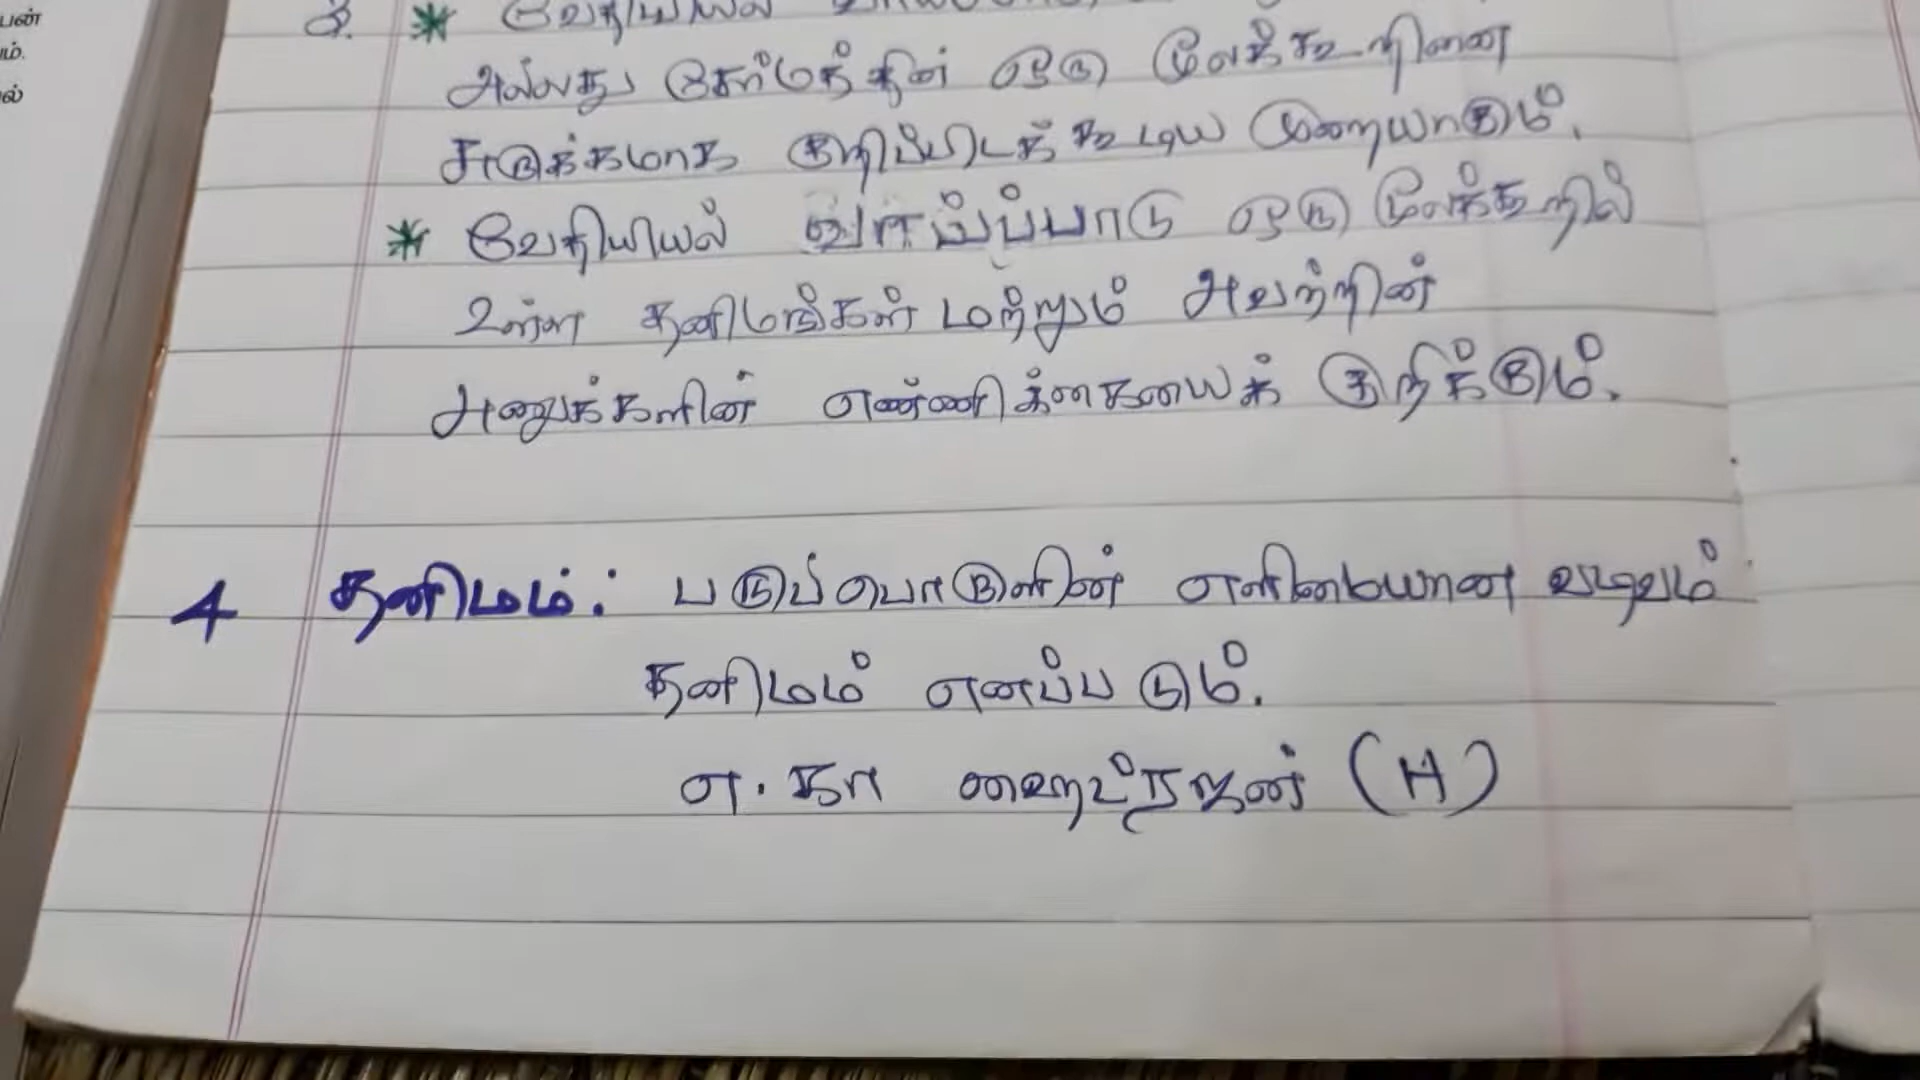 பன்
ம்.
ல்
3. * வேதியியல்
அல்லது சேர்மத்தின் ஒரு மூலக்கூறினை
சுருக்கமாக குறிப்பிடக்கூடிய முறையாகும்.
* வேதியியல் வாய்ப்பாடு ஒரு மூலக்கூறில்
உள்ள தனிமங்கள் மற்றும் அவற்றின்
அணுக்களின் எண்ணிக்கையைக் குறிக்கும்.
4 தனிமம்: பருப்பொருளின் எளிமையான வடிவம்
தனிமம் எனப்படும்.
எ.கா ஹைட்ரஜன் (H)